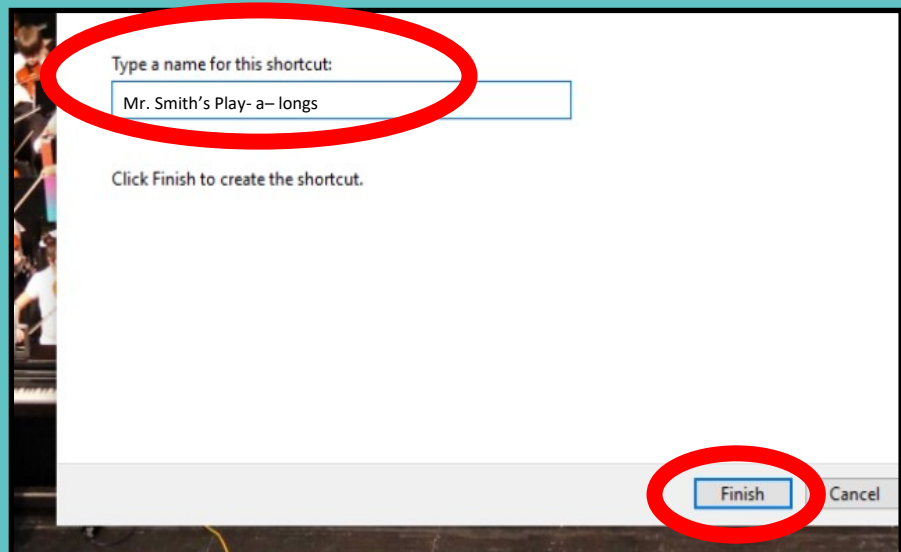 Type a name for this shortcut:
Mr. Smith’s Play- a– longs
Click Finish to create the shortcut.
Finish Cancel